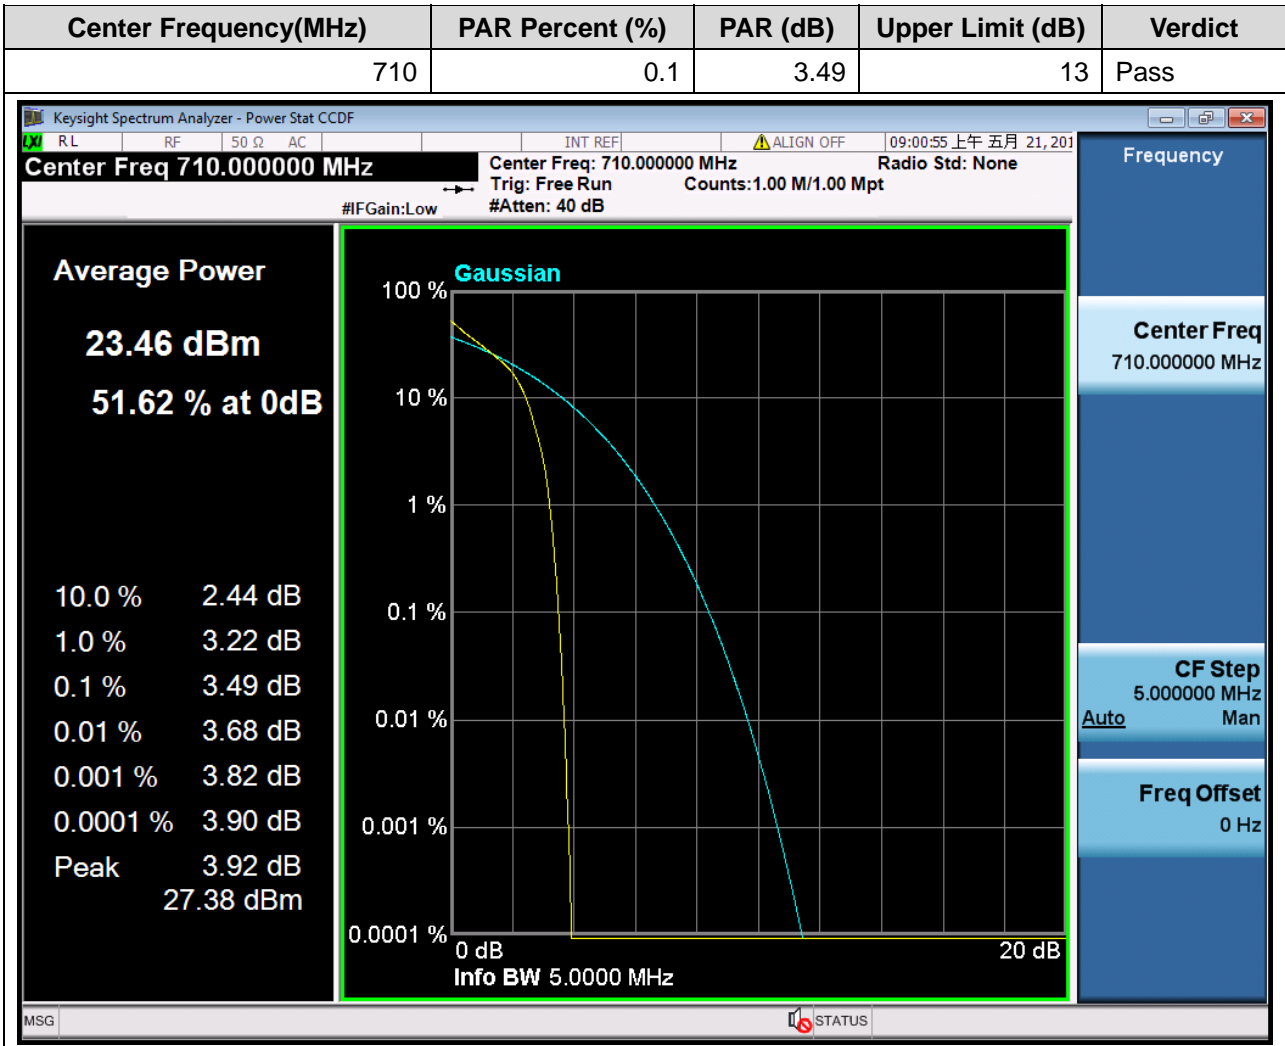 Center Frequency(MHz) PAR Percent (%) PAR (dB) Upper Limit (dB) Verdict
710 0.1 3.49 13 Pass
Keysight Spectrum Analyzer - Power Stat CCDF
LXI RL RF 50 Ω AC INT REF ALIGN OFF 09:00:55 上午 五月 21, 201
Center Freq 710.000000 MHz
Center Freq: 710.000000 MHz Radio Std: None
Trig: Free Run Counts:1.00 M/1.00 Mpt
#IFGain:Low #Atten: 40 dB
Average Power
23.46 dBm
51.62 % at 0dB
10.0 % 2.44 dB
1.0 % 3.22 dB
0.1 % 3.49 dB
0.01 % 3.68 dB
0.001 % 3.82 dB
0.0001 % 3.90 dB
Peak 3.92 dB
27.38 dBm
Gaussian
100 %
10 %
1 %
0.1 %
0.01 %
0.001 %
0.0001 %
0 dB 20 dB
Info BW 5.0000 MHz
Frequency
Center Freq
710.000000 MHz
CF Step
5.000000 MHz
Auto Man
Freq Offset
0 Hz
MSG STATUS